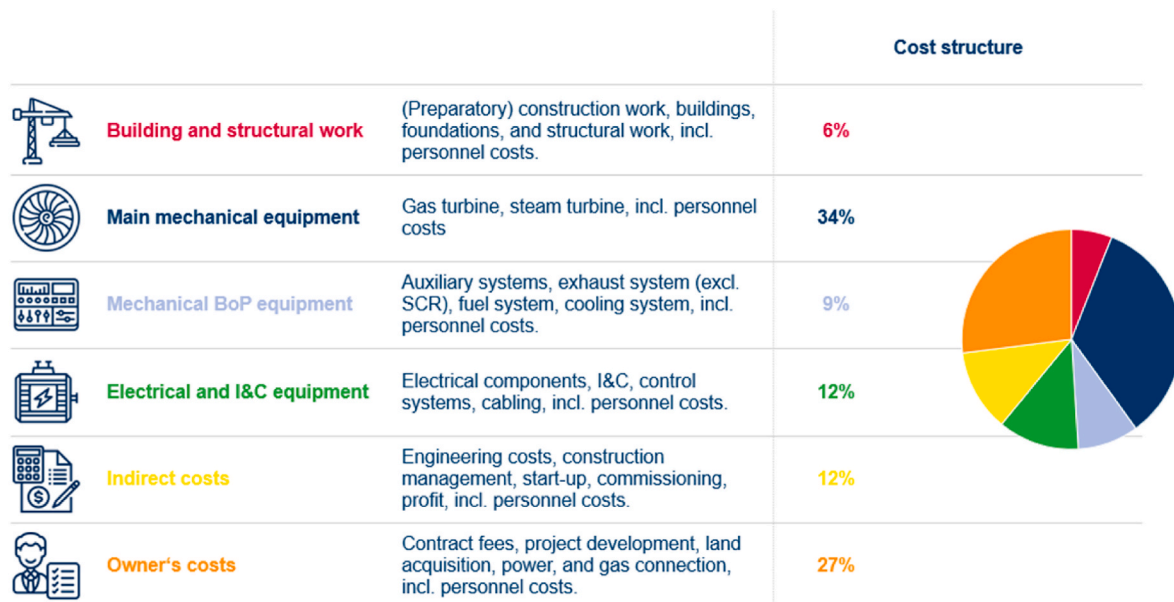 Cost structure
Building and structural work
(Preparatory) construction work, buildings,
foundations, and structural work, incl.
personnel costs.
6%
Main mechanical equipment
Gas turbine, steam turbine, incl. personnel
costs
34%
Mechanical BoP equipment
Auxiliary systems, exhaust system (excl.
SCR), fuel system, cooling system, incl.
personnel costs.
9%
Electrical and I&C equipment
Electrical components, I&C, control
systems, cabling, incl. personnel costs.
12%
Indirect costs
Engineering costs, construction
management, start-up, commissioning,
profit, incl. personnel costs.
12%
Owner‘s costs
Contract fees, project development, land
acquisition, power, and gas connection,
incl. personnel costs.
27%